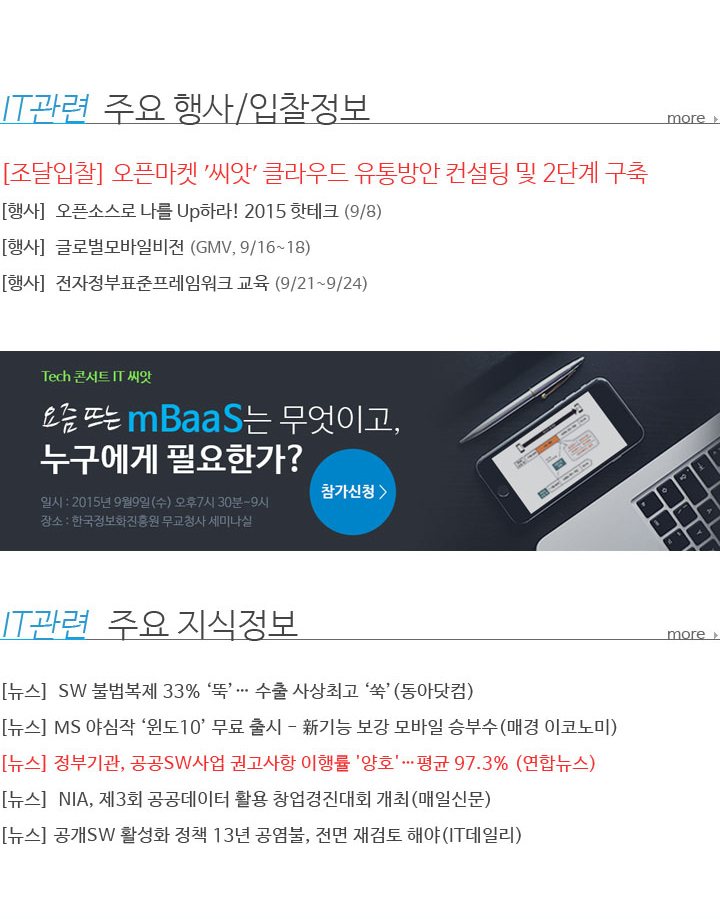 IT관련 주요 행사/입찰정보
more
[조달입찰] 오픈마켓 '씨앗' 클라우드 유통방안 컨설팅 및 2단계 구축
[행사] 오픈소스로 나를 Up하라! 2015 핫테크 (9/8)
[행사] 글로벌모바일비전 (GMV, 9/16~18)
[행사] 전자정부표준프레임워크 교육 (9/21~9/24)
Tech 콘서트 IT 씨앗
요즘 뜨는 mBaaS는 무엇이고,
누구에게 필요한가?
참가신청 >
일시 : 2015년 9월9일(수) 오후7시 30분~9시
장소 : 한국정보화진흥원 무교청사 세미나실
IT관련 주요 지식정보
more
[뉴스] SW 불법복제 33% ‘뚝’… 수출 사상최고 ‘쑥’(동아닷컴)
[뉴스] MS 야심작 ‘윈도10’ 무료 출시 - 新기능 보강 모바일 승부수(매경 이코노미)
[뉴스] 정부기관, 공공SW사업 권고사항 이행률 '양호'…평균 97.3% (연합뉴스)
[뉴스] NIA, 제3회 공공데이터 활용 창업경진대회 개최(매일신문)
[뉴스] 공개SW 활성화 정책 13년 공염불, 전면 재검토 해야(IT데일리)